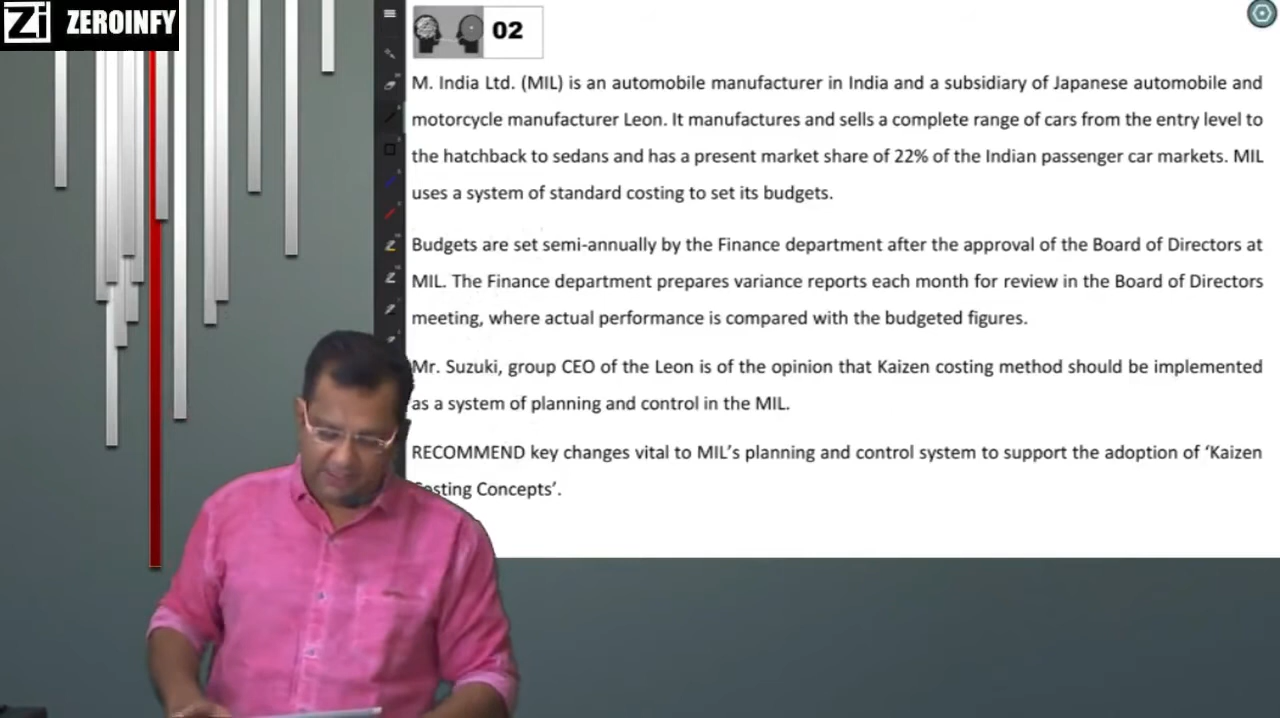 Zi ZEROINFY
02
M. India Ltd. (MIL) is an automobile manufacturer in India and a subsidiary of Japanese automobile and
motorcycle manufacturer Leon. It manufactures and sells a complete range of cars from the entry level to
the hatchback to sedans and has a present market share of 22% of the Indian passenger car markets. MIL
uses a system of standard costing to set its budgets.
Budgets are set semi-annually by the Finance department after the approval of the Board of Directors at
MIL. The Finance department prepares variance reports each month for review in the Board of Directors
meeting, where actual performance is compared with the budgeted figures.
Mr. Suzuki, group CEO of the Leon is of the opinion that Kaizen costing method should be implemented
as a system of planning and control in the MIL.
RECOMMEND key changes vital to MIL's planning and control system to support the adoption of 'Kaizen
Costing Concepts'.